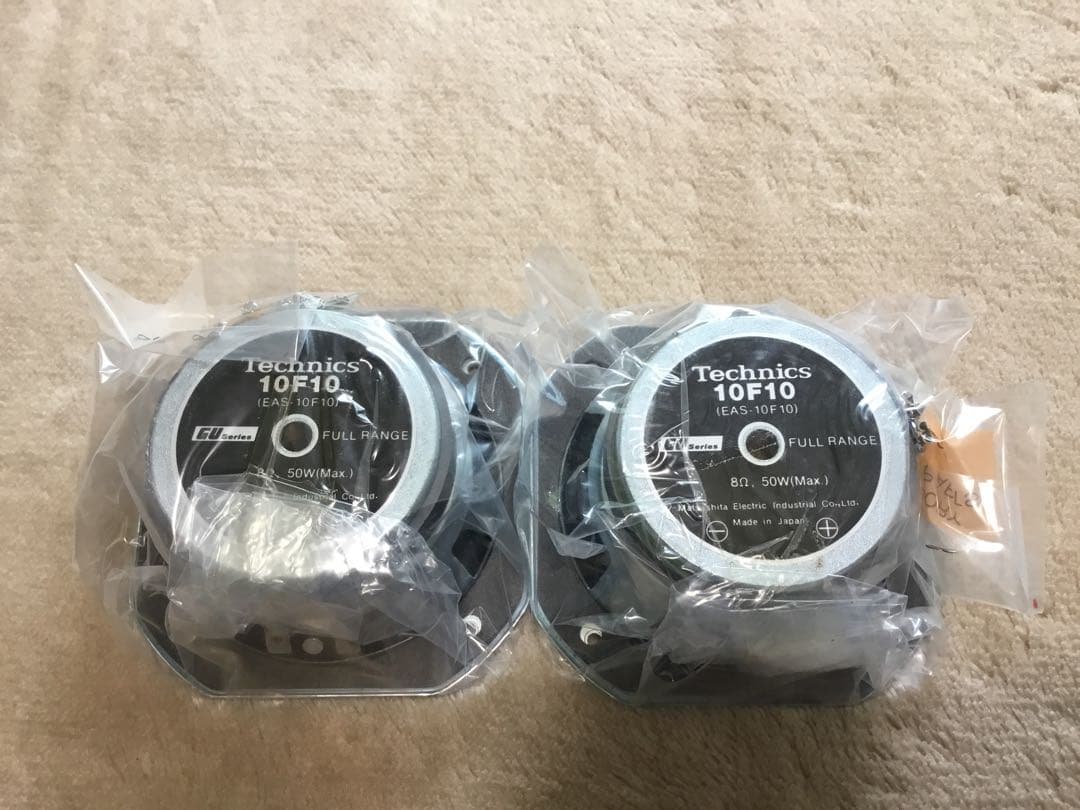 Technics
10F10
(EAS-10F10)
GU Series
FULL RANGE
8Ω, 50W(Max.)
Industrial Co., Ltd.
Technics
10F10
(EAS-10F10)
GU Series
FULL RANGE
8Ω, 50W(Max.)
Matsushita Electric Industrial Co., Ltd.
Made in Japan